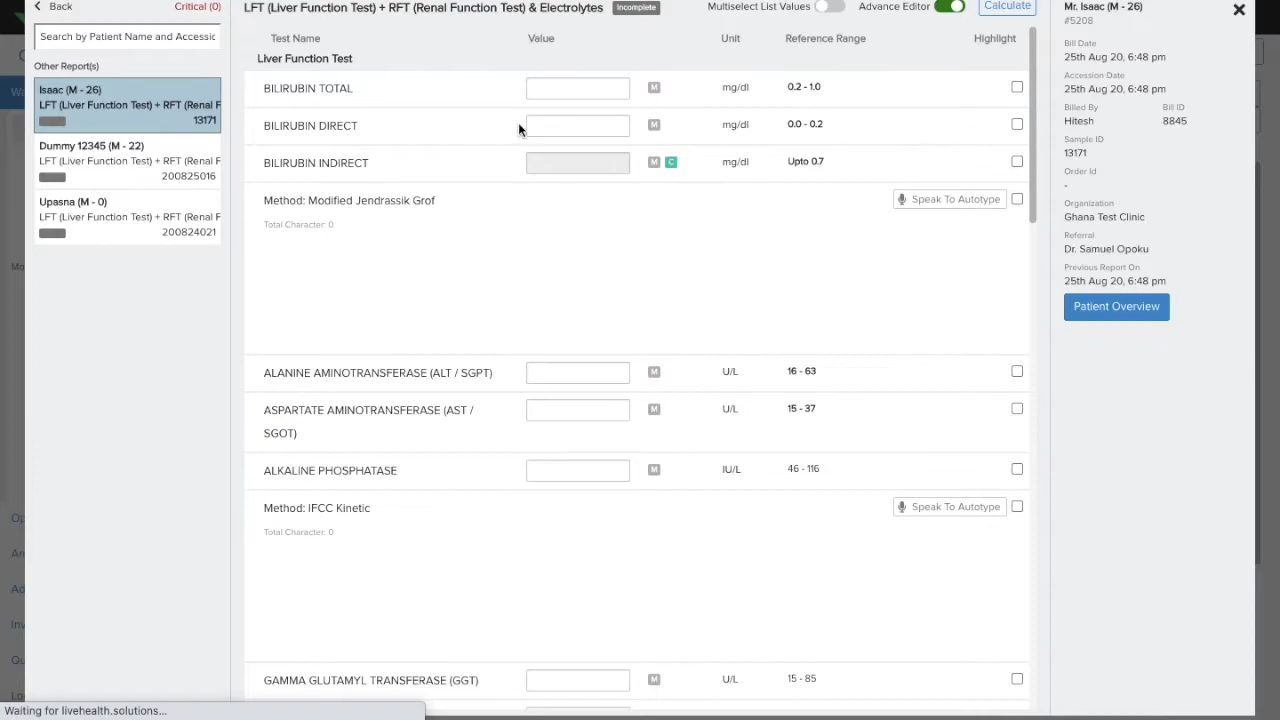 Back
Critical (0)
Search by Patient Name and Accessic
Other Report(s)
Isaac (M - 26)
LFT (Liver Function Test) + RFT (Renal F
13171
Dummy 12345 (M - 22)
LFT (Liver Function Test) + RFT (Renal F
200825016
Upasna (M - 0)
LFT (Liver Function Test) + RFT (Renal F
200824021
LFT (Liver Function Test) + RFT (Renal Function Test) & Electrolytes Incomplete Multiselect List Values Advance Editor Calculate
Test Name Value Unit Reference Range Highlight
Liver Function Test
BILIRUBIN TOTAL M mg/dl 0.2 - 1.0
BILIRUBIN DIRECT M mg/dl 0.0 - 0.2
BILIRUBIN INDIRECT M C mg/dl Upto 0.7
Method: Modified Jendrassik Grof Speak To Autotype
Total Character: 0
ALANINE AMINOTRANSFERASE (ALT / SGPT) M U/L 16 - 63
ASPARTATE AMINOTRANSFERASE (AST / M U/L 15 - 37
SGOT)
ALKALINE PHOSPHATASE M IU/L 46 - 116
Method: IFCC Kinetic Speak To Autotype
Total Character: 0
GAMMA GLUTAMYL TRANSFERASE (GGT) M U/L 15 - 85
Mr. Isaac (M - 26)
#5208
Bill Date
25th Aug 20, 6:48 pm
Accession Date
25th Aug 20, 6:48 pm
Billed By Bill ID
Hitesh 8845
Sample ID
13171
Order Id
-
Organization
Ghana Test Clinic
Referral
Dr. Samuel Opoku
Previous Report On
25th Aug 20, 6:48 pm
Patient Overview
Waiting for livehealth.solutions...